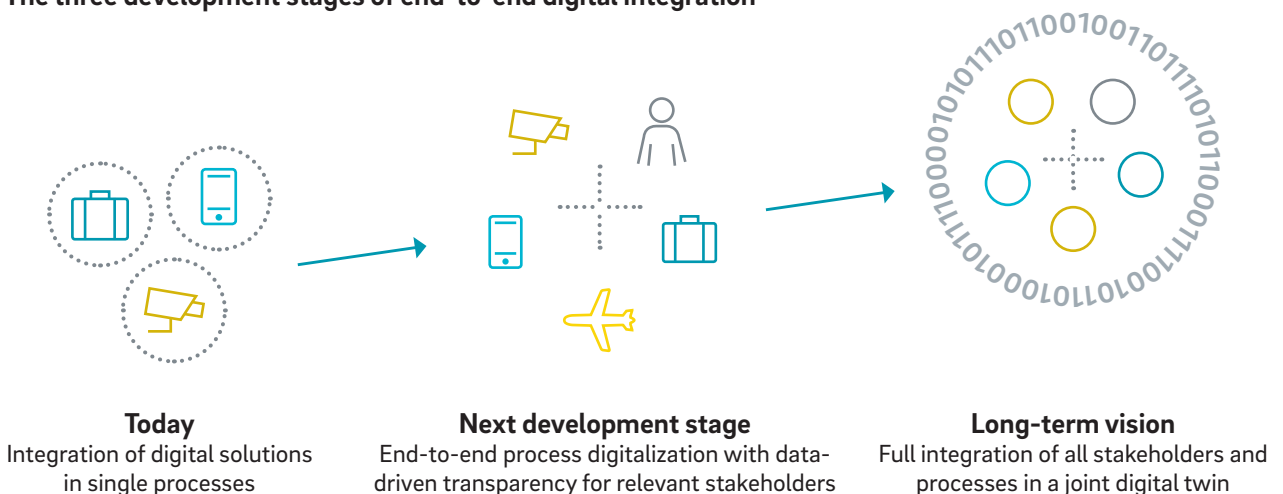 The three development stages of end-to-end digital integration
Today
Integration of digital solutions
in single processes
Next development stage
End-to-end process digitalization with data-
driven transparency for relevant stakeholders
Long-term vision
Full integration of all stakeholders and
processes in a joint digital twin